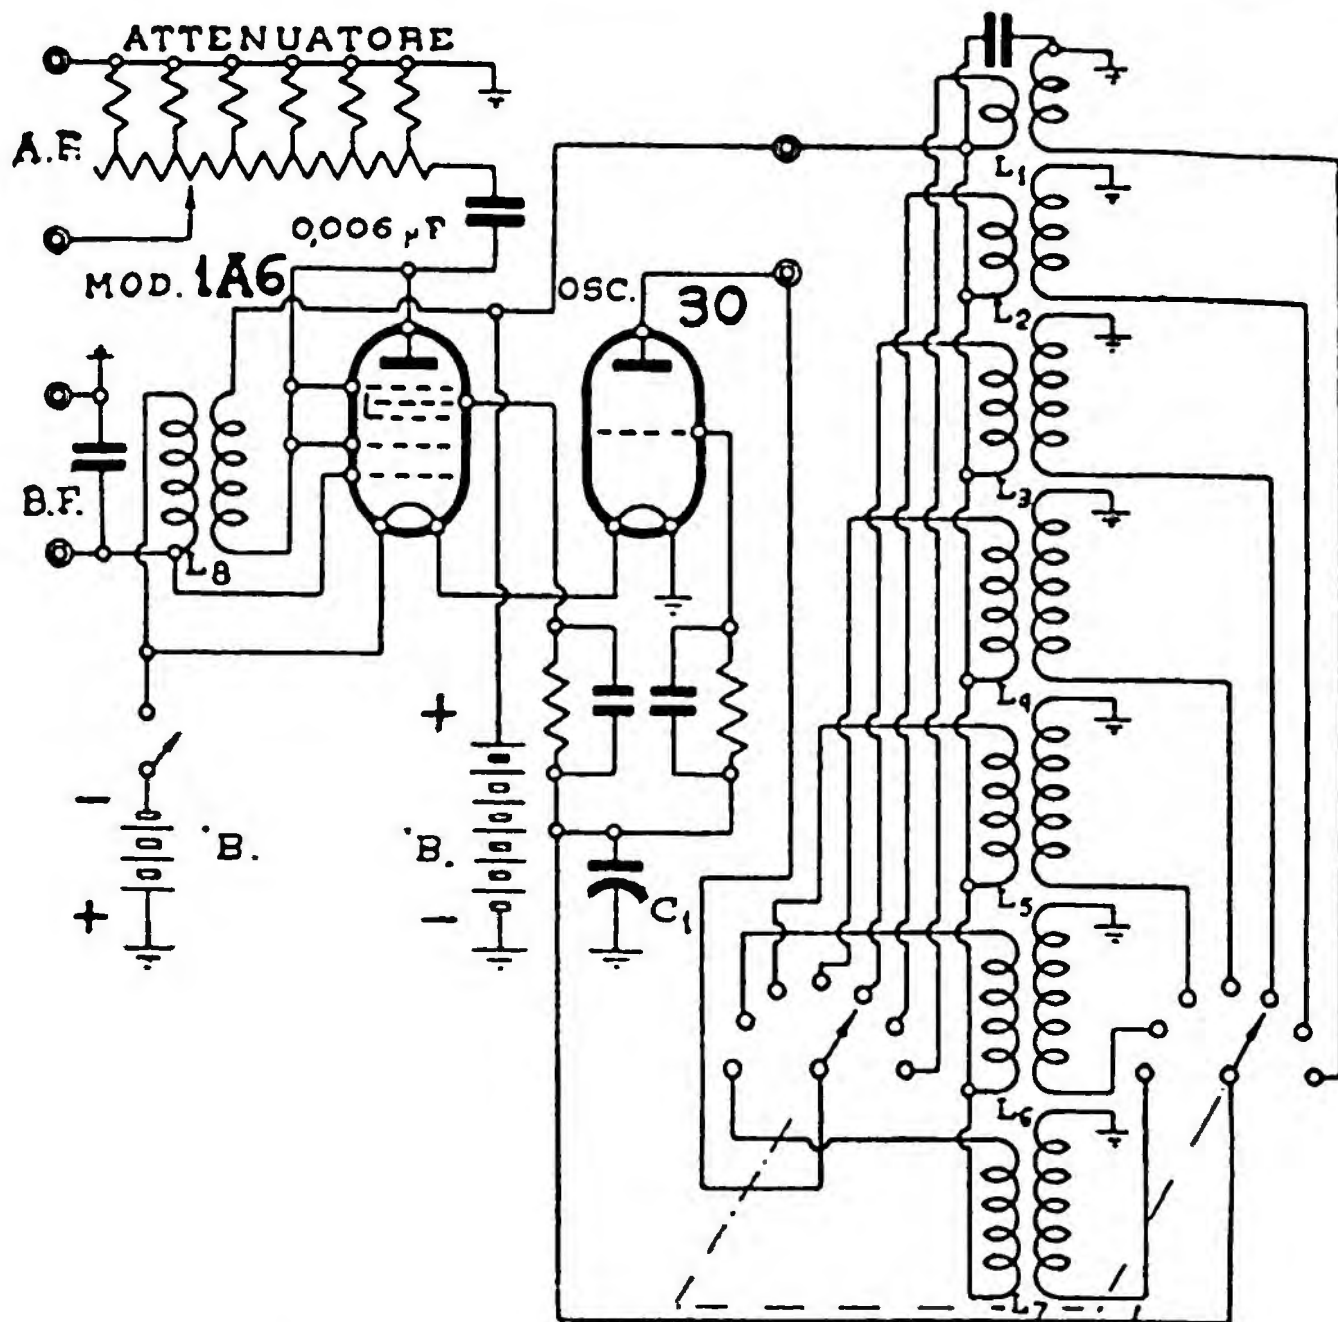 ATTENUATORE
A.F.
0,006 µF
MOD. 1A6
OSC. 30
B.F.
L8
+
-
B.
+
B.
-
C1
L1
L2
L3
L4
L5
L6
L7